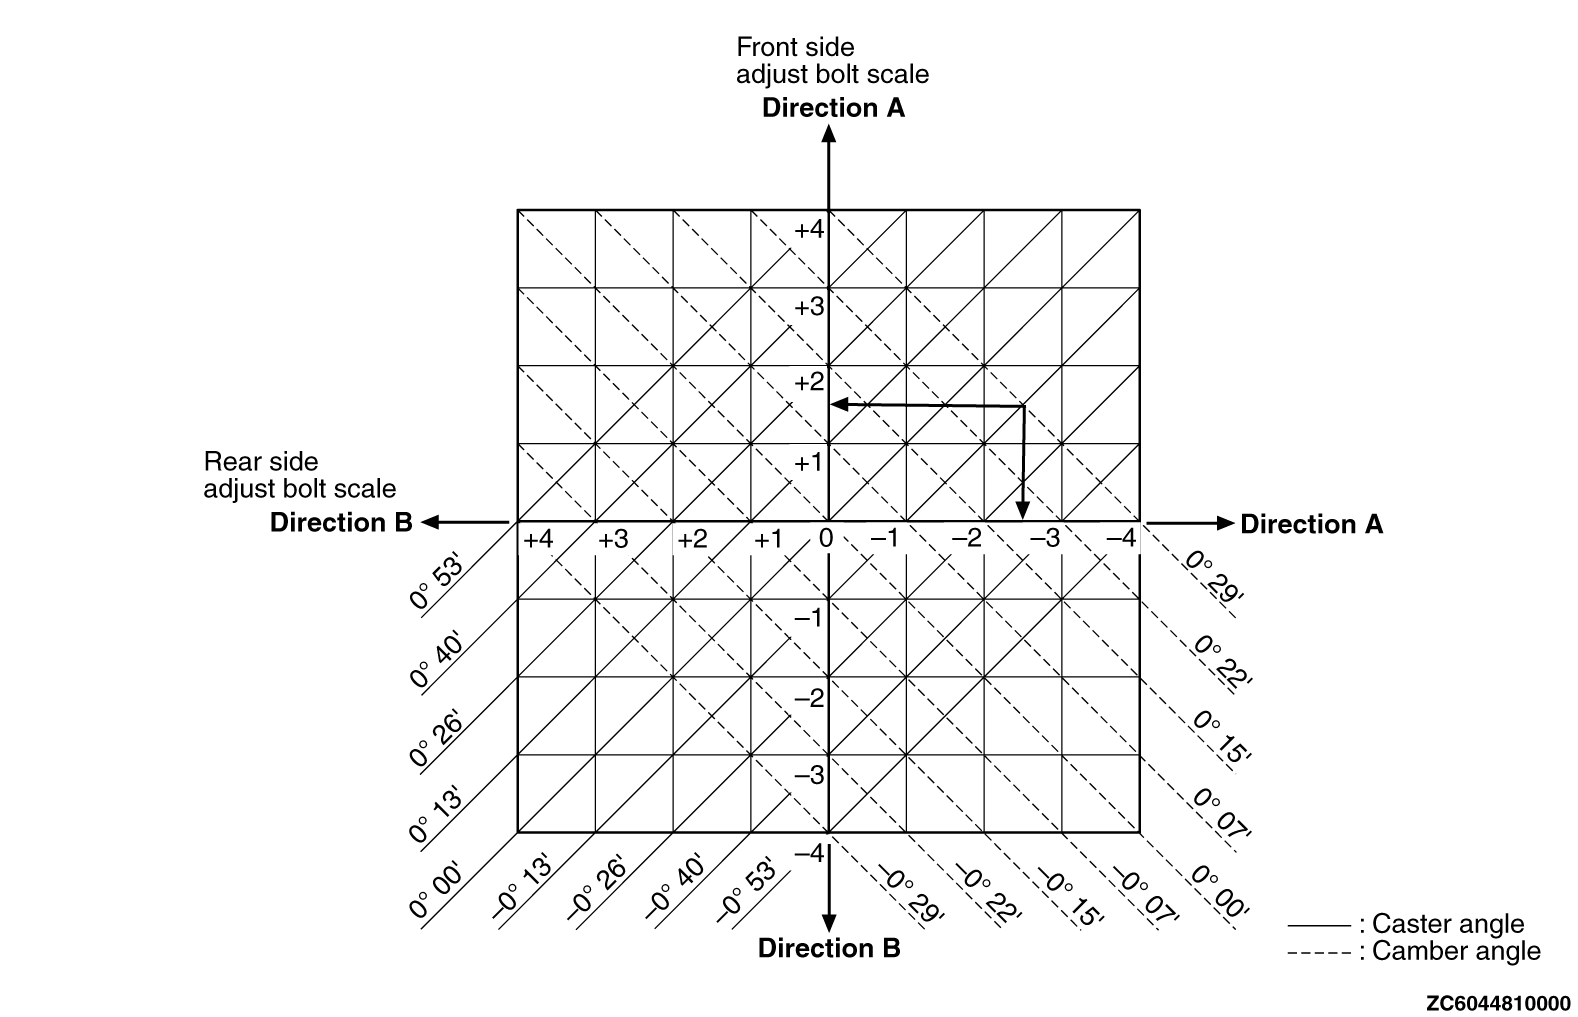 Front side
adjust bolt scale
Direction A
+4
+3
+2
+1
Rear side
adjust bolt scale
Direction B
Direction A
+4 +3 +2 +1 0 –1 –2 –3 –4
–1
–2
–3
–4
0° 53'
0° 40'
0° 26'
0° 13'
0° 00'
–0° 13'
–0° 26'
–0° 40'
–0° 53'
–0° 29'
–0° 22'
–0° 15'
–0° 07'
0° 00'
0° 07'
0° 15'
0° 22'
0° 29'
Direction B
: Caster angle
: Camber angle
ZC6044810000